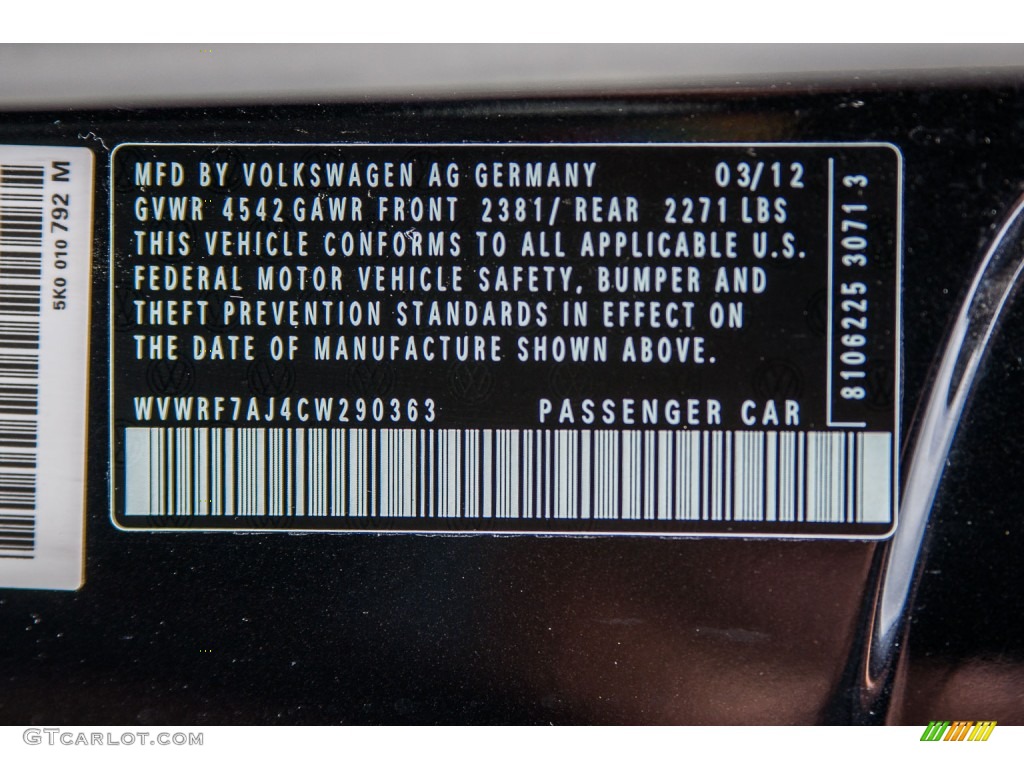 MFD BY VOLKSWAGEN AG GERMANY 03/12
GVWR 4542 GAWR FRONT 2381/ REAR 2271 LBS
THIS VEHICLE CONFORMS TO ALL APPLICABLE U.S.
FEDERAL MOTOR VEHICLE SAFETY, BUMPER AND
THEFT PREVENTION STANDARDS IN EFFECT ON
THE DATE OF MANUFACTURE SHOWN ABOVE.
WVWRF7AJ4CW290363 PASSENGER CAR
8106225 3071.3
5K0 010 792 M
GTCARLOT.COM